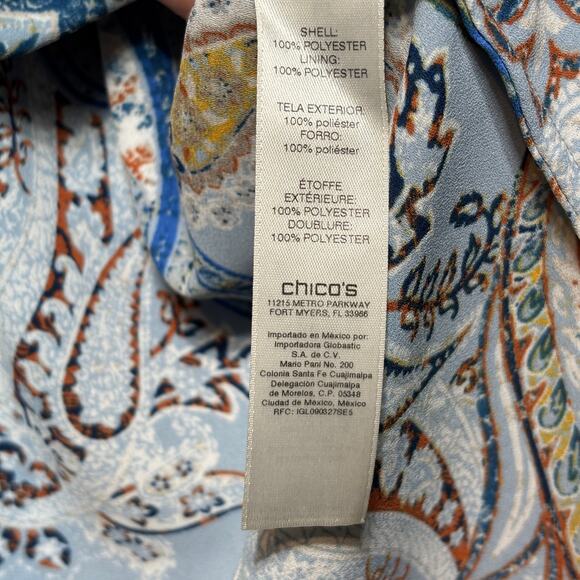 SHELL:
100% POLYESTER
LINING:
100% POLYESTER
TELA EXTERIOR:
100% poliéster
FORRO:
100% poliéster
ÉTOFFE
EXTÉRIEURE:
100% POLYESTER
DOUBLURE:
100% POLYESTER
chico's
11215 METRO PARKWAY
FORT MYERS, FL 33966
Importado en México por:
Importadora Globastic
S.A. de C.V.
Mario Pani No. 200
Colonia Santa Fe Cuajimalpa
Delegación Cuajimalpa
de Morelos, C.P. 05348
Ciudad de México, México
RFC: IGL090327SE5